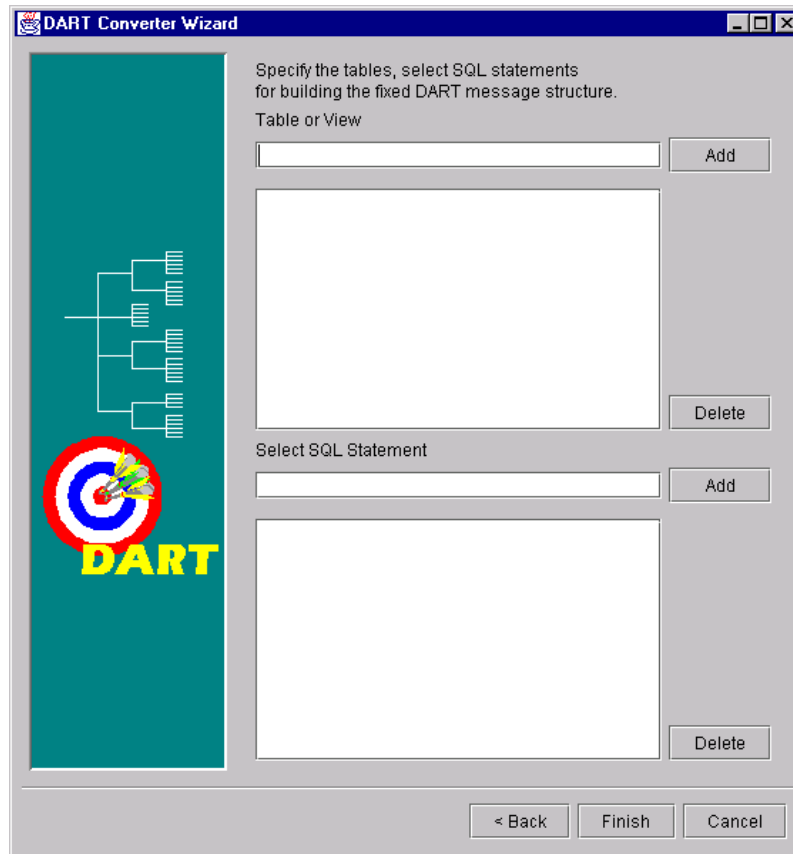 DART Converter Wizard
Specify the tables, select SQL statements
for building the fixed DART message structure.
Table or View
Add
Delete
Select SQL Statement
Add
DART
Delete
< Back
Finish
Cancel